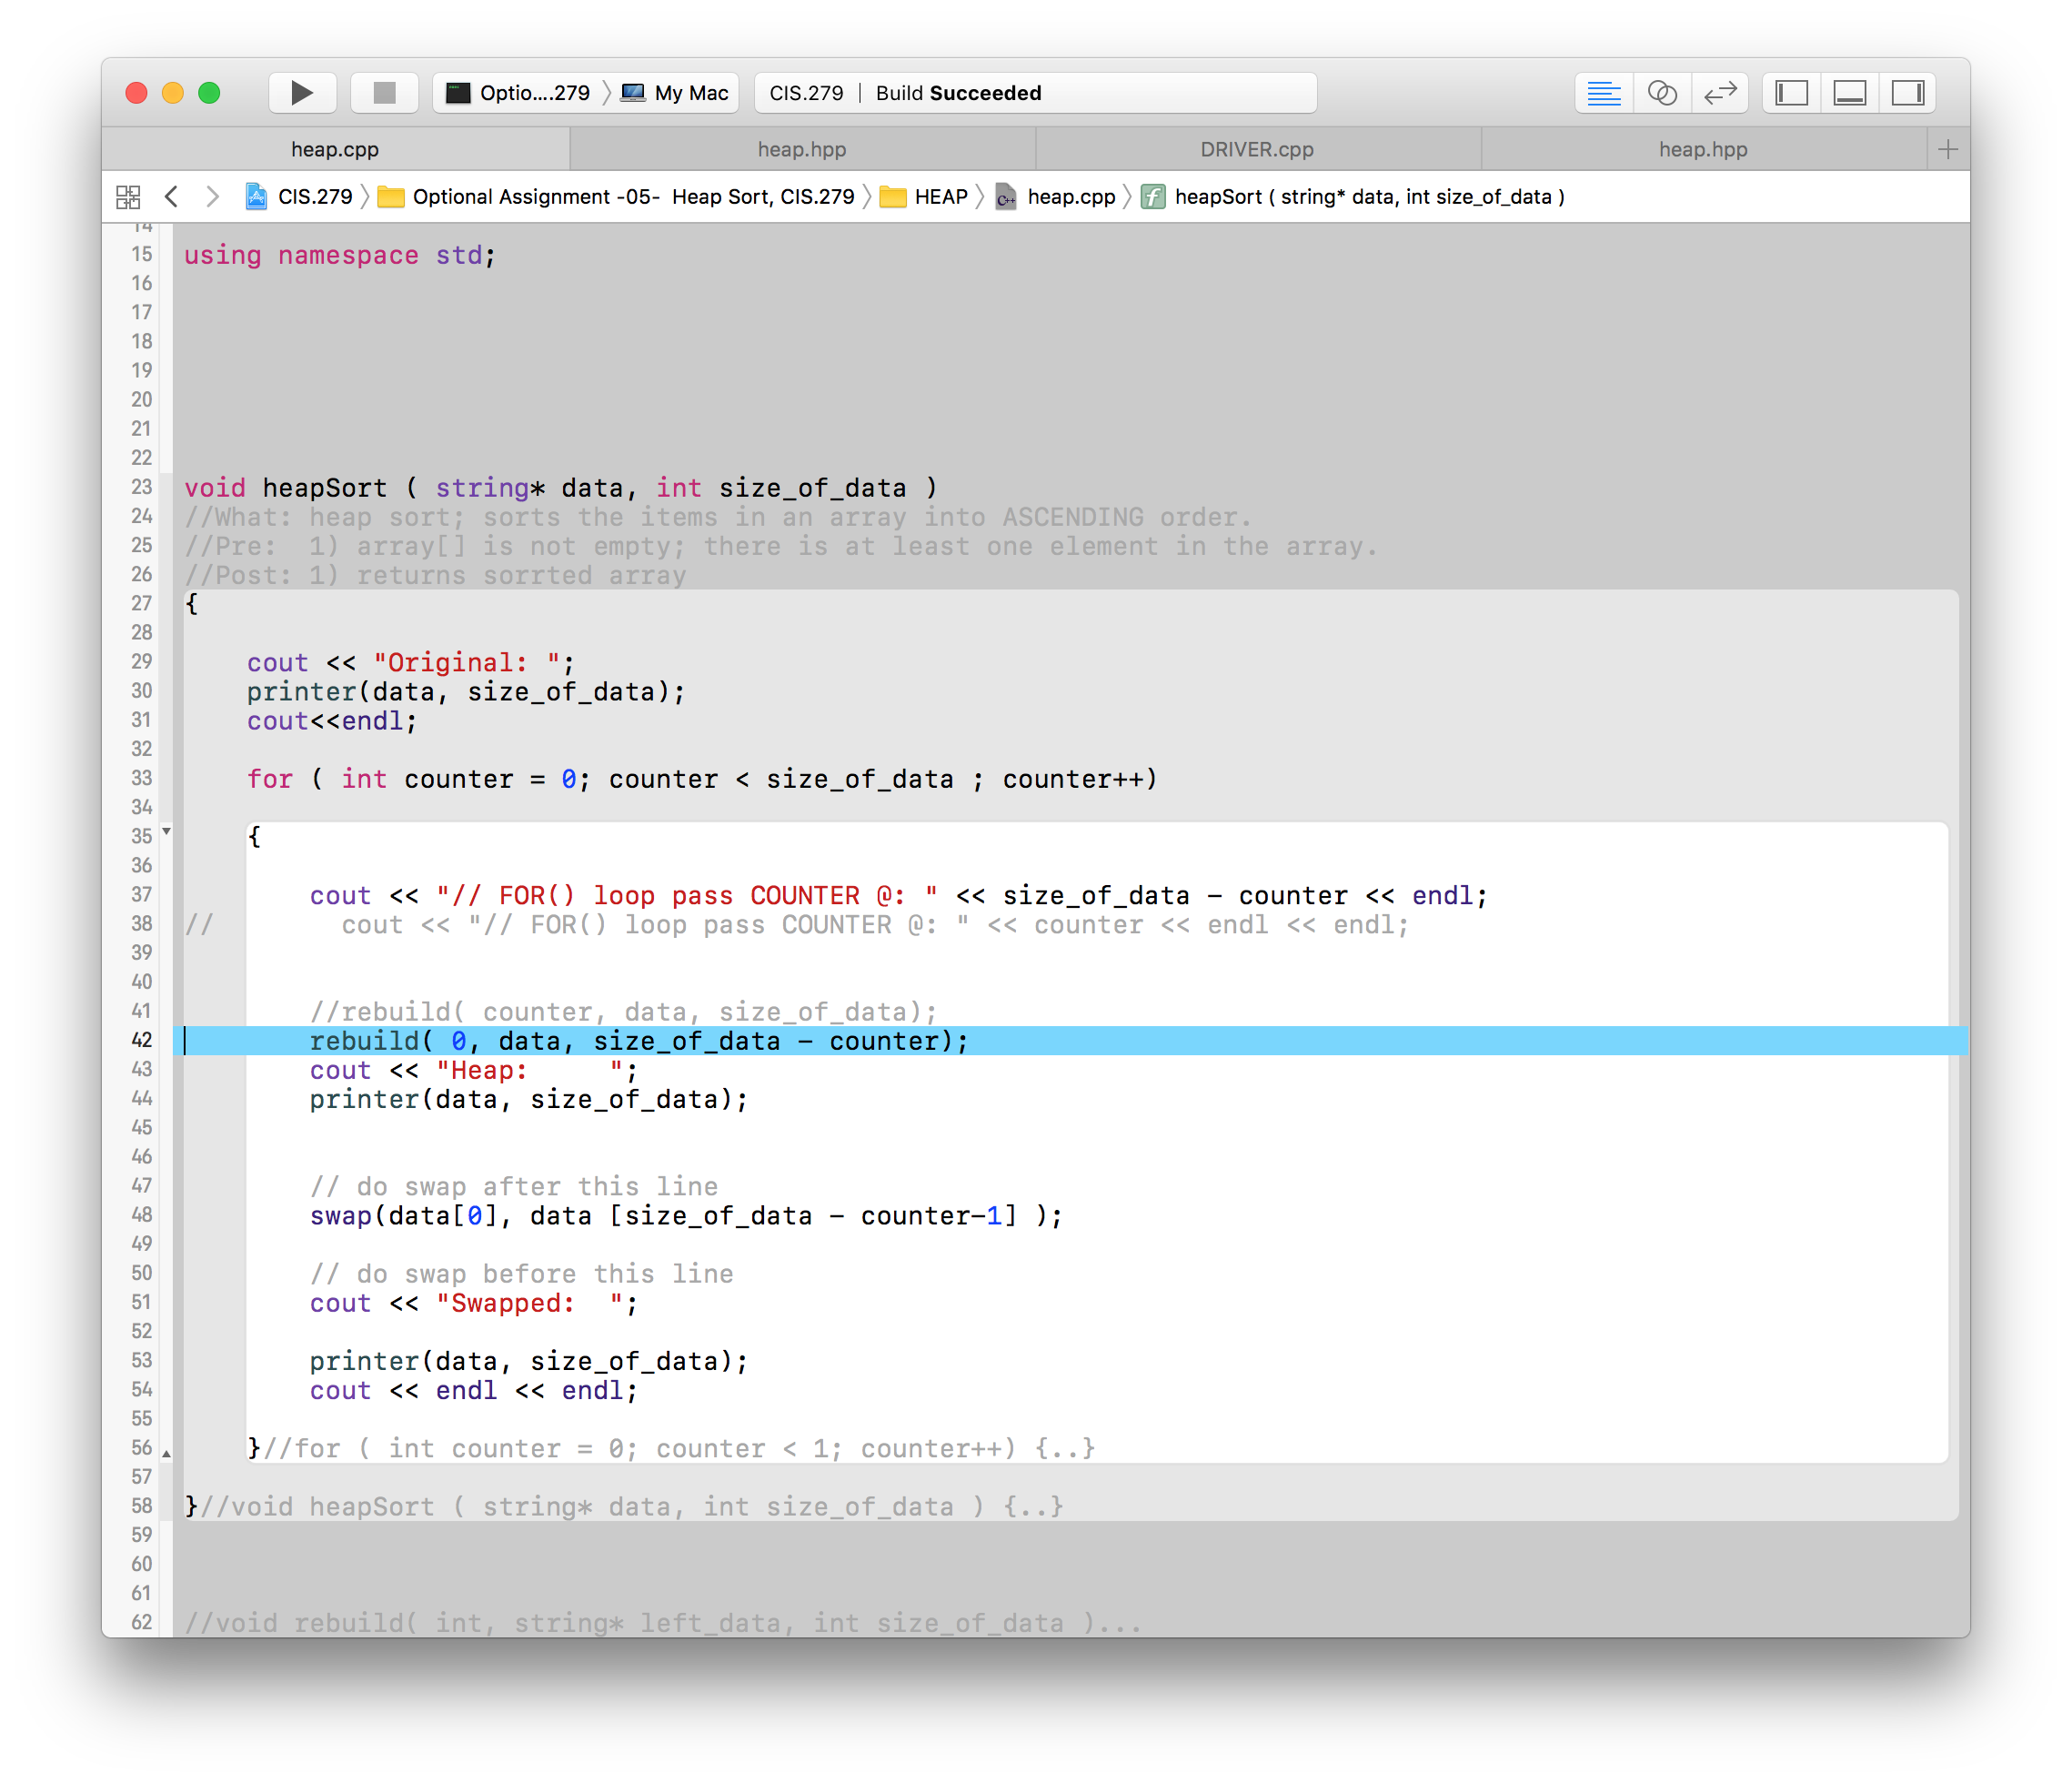 Optio....279 〉 My Mac
CIS.279 | Build Succeeded
heap.cpp heap.hpp DRIVER.cpp heap.hpp
CIS.279 〉 Optional Assignment -05-  Heap Sort, CIS.279 〉 HEAP 〉 heap.cpp 〉 heapSort ( string* data, int size_of_data )
14
15 using namespace std;
16
17
18
19
20
21
22
23 void heapSort ( string* data, int size_of_data )
24 //What: heap sort; sorts the items in an array into ASCENDING order.
25 //Pre:  1) array[] is not empty; there is at least one element in the array.
26 //Post: 1) returns sorrted array
27 {
28
29     cout << "Original: ";
30     printer(data, size_of_data);
31     cout<<endl;
32
33     for ( int counter = 0; counter < size_of_data ; counter++)
34
35     {
36
37         cout << "// FOR() loop pass COUNTER @: " << size_of_data - counter << endl;
38 //        cout << "// FOR() loop pass COUNTER @: " << counter << endl << endl;
39
40
41         //rebuild( counter, data, size_of_data);
42         rebuild( 0, data, size_of_data - counter);
43         cout << "Heap:     ";
44         printer(data, size_of_data);
45
46
47         // do swap after this line
48         swap(data[0], data [size_of_data - counter-1] );
49
50         // do swap before this line
51         cout << "Swapped:  ";
52
53         printer(data, size_of_data);
54         cout << endl << endl;
55
56     }//for ( int counter = 0; counter < 1; counter++) {..}
57
58 }//void heapSort ( string* data, int size_of_data ) {..}
59
60
61
62 //void rebuild( int, string* left_data, int size_of_data )...